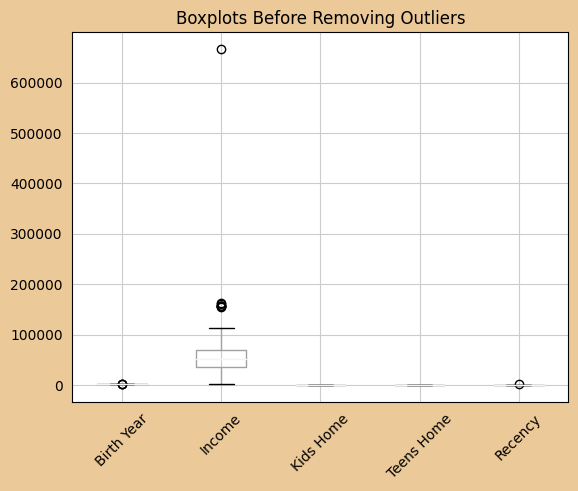 Boxplots Before Removing Outliers
600000
500000
400000
300000
200000
100000
0
Birth Year
Income
Kids Home
Teens Home
Recency